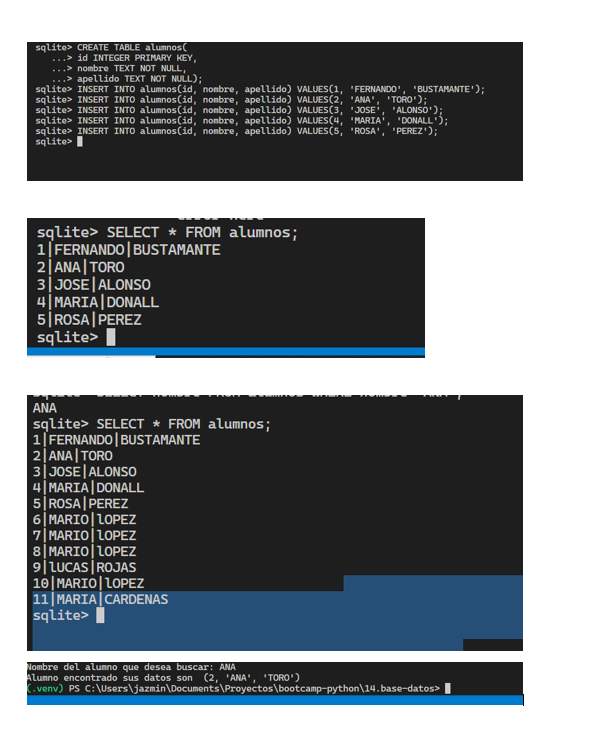 sqlite> CREATE TABLE alumnos(
...> id INTEGER PRIMARY KEY,
...> nombre TEXT NOT NULL,
...> apellido TEXT NOT NULL);
sqlite> INSERT INTO alumnos(id, nombre, apellido) VALUES(1, 'FERNANDO', 'BUSTAMANTE');
sqlite> INSERT INTO alumnos(id, nombre, apellido) VALUES(2, 'ANA', 'TORO');
sqlite> INSERT INTO alumnos(id, nombre, apellido) VALUES(3, 'JOSE', 'ALONSO');
sqlite> INSERT INTO alumnos(id, nombre, apellido) VALUES(4, 'MARIA', 'DONALL');
sqlite> INSERT INTO alumnos(id, nombre, apellido) VALUES(5, 'ROSA', 'PEREZ');
sqlite>
sqlite> SELECT * FROM alumnos;
1|FERNANDO|BUSTAMANTE
2|ANA|TORO
3|JOSE|ALONSO
4|MARIA|DONALL
5|ROSA|PEREZ
sqlite>
ANA
sqlite> SELECT * FROM alumnos;
1|FERNANDO|BUSTAMANTE
2|ANA|TORO
3|JOSE|ALONSO
4|MARIA|DONALL
5|ROSA|PEREZ
6|MARIO|lOPEZ
7|MARIO|lOPEZ
8|MARIO|lOPEZ
9|lUCAS|ROJAS
10|MARIO|lOPEZ
11|MARIA|CARDENAS
sqlite>
Nombre del alumno que desea buscar: ANA
Alumno encontrado sus datos son (2, 'ANA', 'TORO')
(.venv) PS C:\Users\jazmin\Documents\Proyectos\bootcamp-python\14.base-datos>